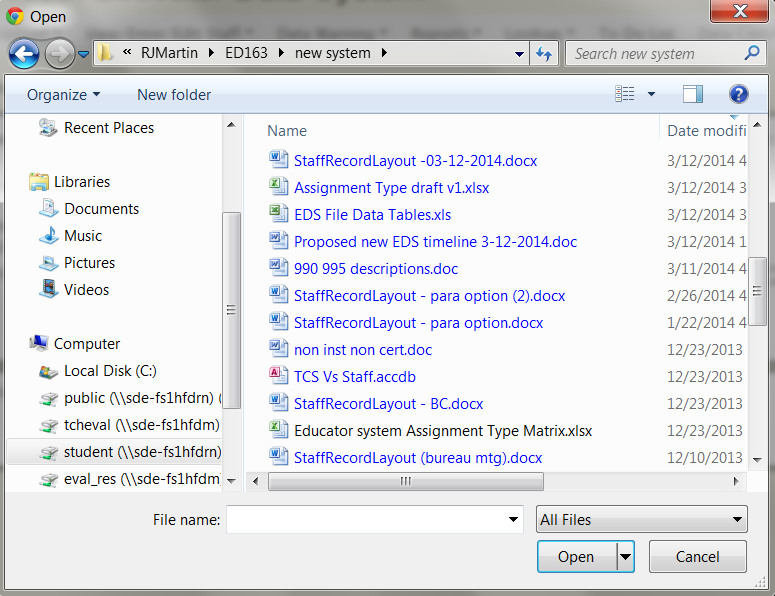 Open
« RJMartin ▸ ED163 ▸ new system ▸
Search new system
Organize
New folder
Recent Places
Libraries
Documents
Music
Pictures
Videos
Computer
Local Disk (C:)
public (\\sde-fs1hfdrn) (
tcheval (\\sde-fs1hfdm)
student (\\sde-fs1hfdrn)
eval_res (\\sde-fs1hfdm
Name Date modifi
StaffRecordLayout -03-12-2014.docx 3/12/2014 4
Assignment Type draft v1.xlsx 3/12/2014 3
EDS File Data Tables.xls 3/12/2014 3
Proposed new EDS timeline 3-12-2014.doc 3/12/2014 1
990 995 descriptions.doc 3/11/2014 4
StaffRecordLayout - para option (2).docx 2/26/2014 4
StaffRecordLayout - para option.docx 1/22/2014 4
non inst non cert.doc 12/23/2013
TCS Vs Staff.accdb 12/23/2013
StaffRecordLayout - BC.docx 12/23/2013
Educator system Assignment Type Matrix.xlsx 12/23/2013
StaffRecordLayout (bureau mtg).docx 12/10/2013
File name:
All Files
Open
Cancel